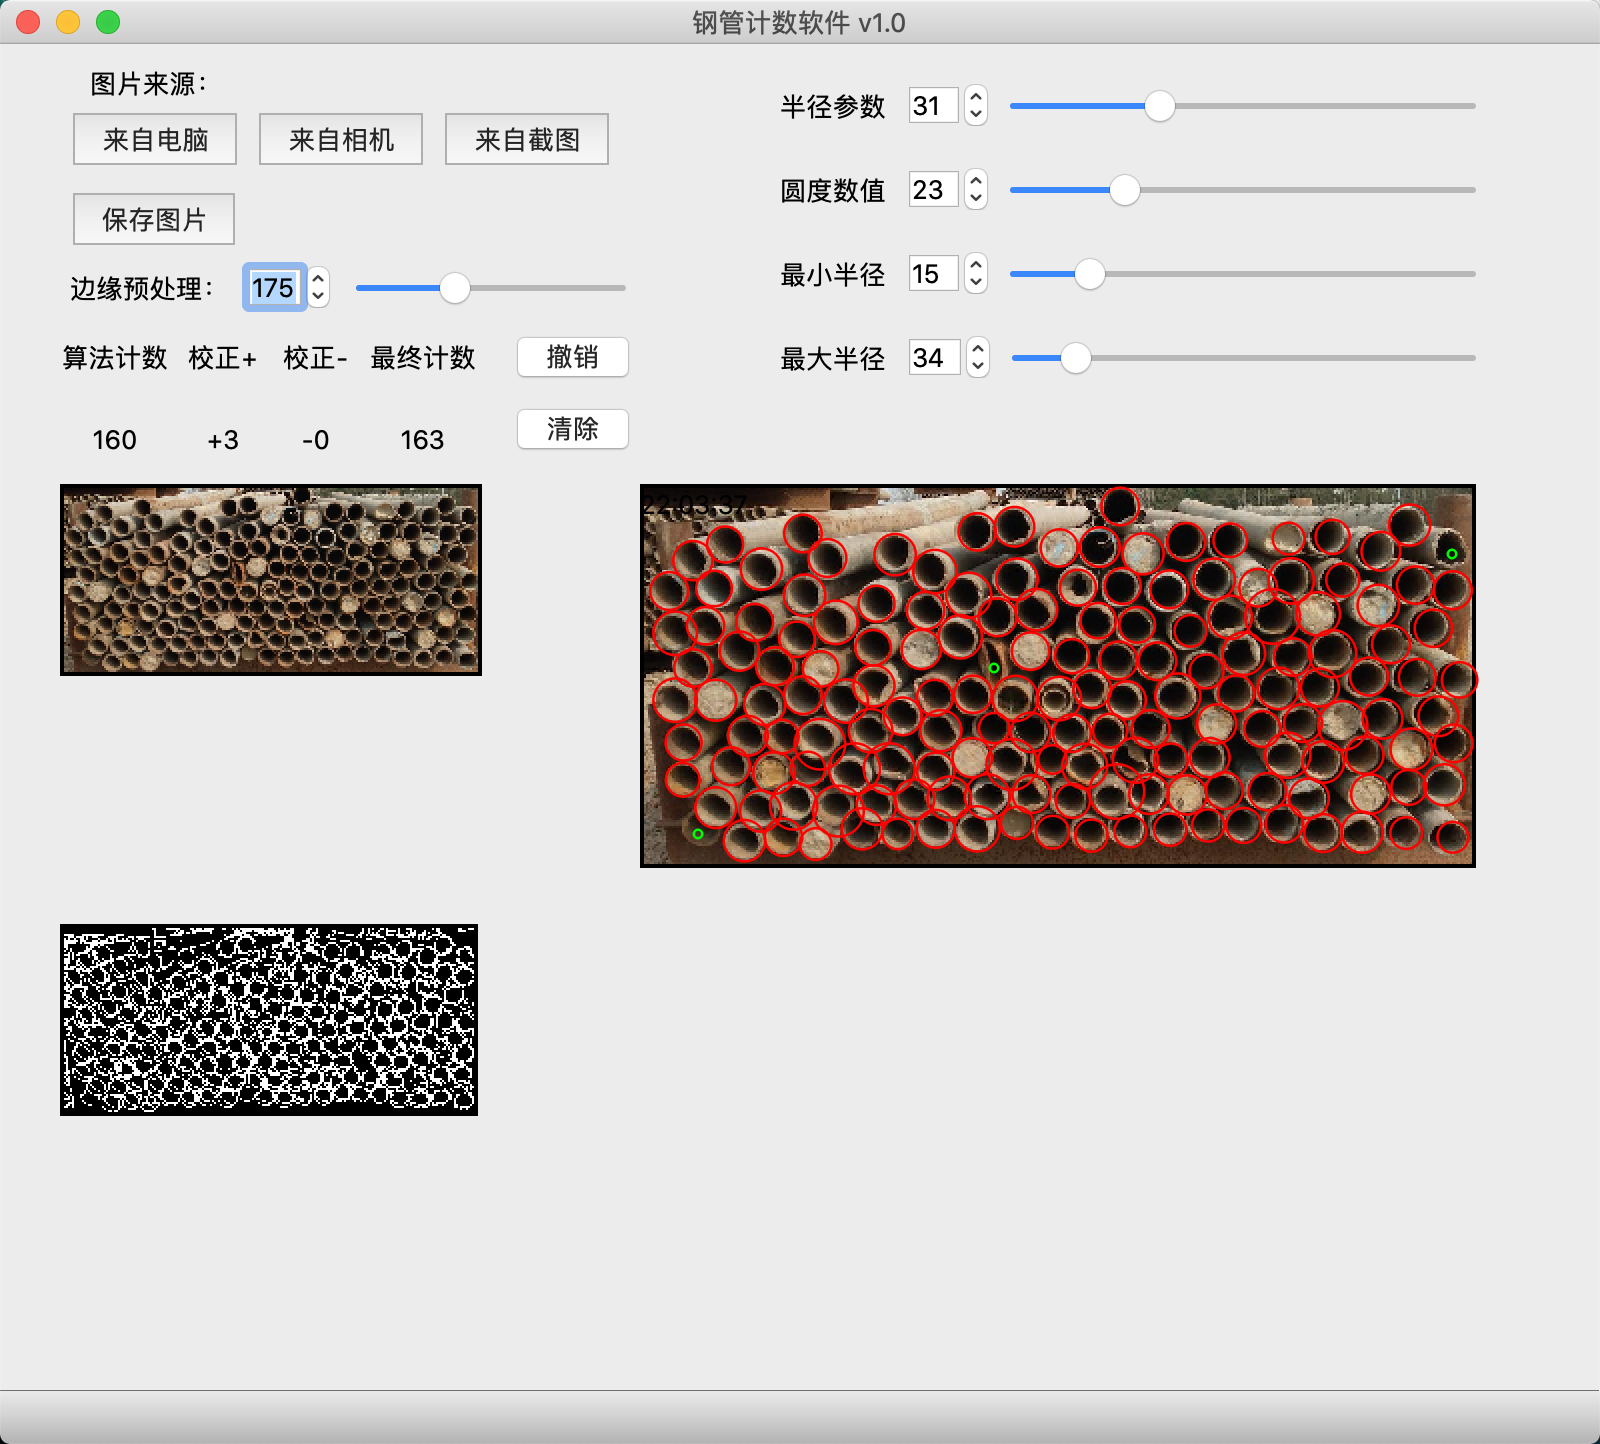 钢管计数软件 v1.0
图片来源：
来自电脑 来自相机 来自截图
保存图片
边缘预处理： 175
算法计数 校正+ 校正- 最终计数 撤销
160 +3 -0 163 清除
半径参数 31
圆度数值 23
最小半径 15
最大半径 34
22:03:37